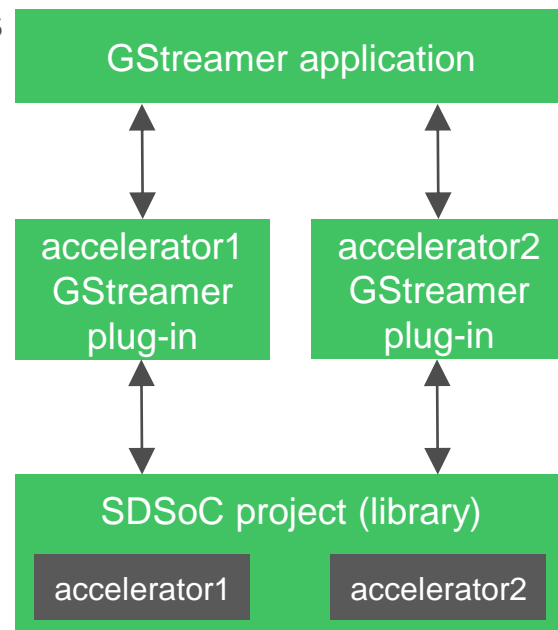 s
GStreamer application
accelerator1
GStreamer
plug-in
accelerator2
GStreamer
plug-in
SDSoC project (library)
accelerator1
accelerator2